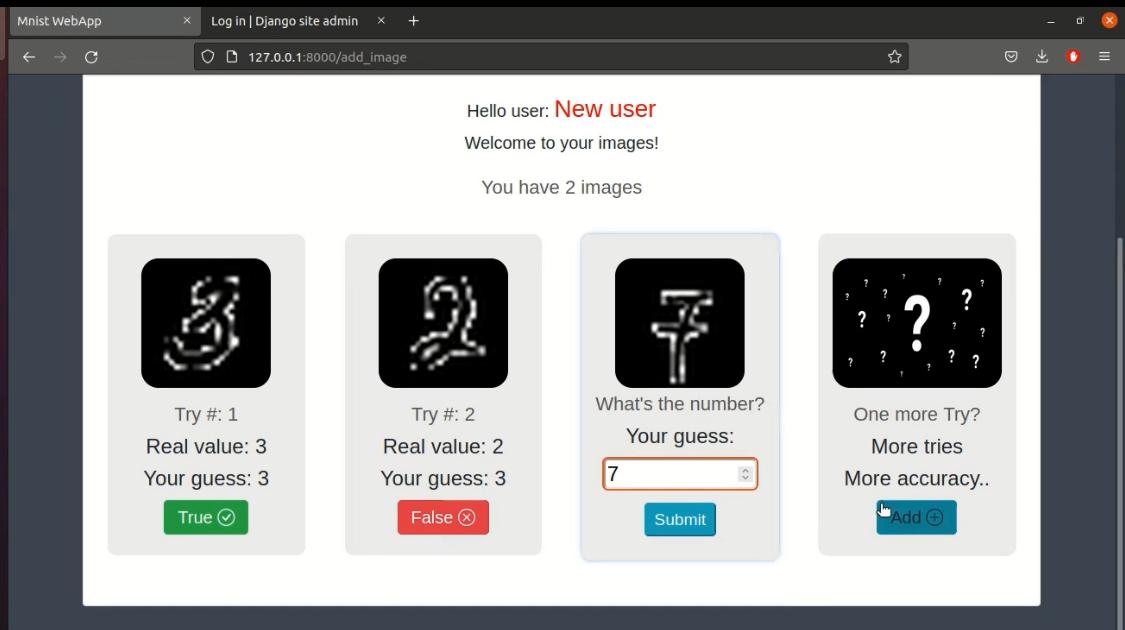 Mnist WebApp
Log in | Django site admin
127.0.0.1:8000/add_image
Hello user: New user
Welcome to your images!
You have 2 images
3
Try #: 1
Real value: 3
Your guess: 3
True
2
Try #: 2
Real value: 2
Your guess: 3
False
7
What's the number?
Your guess:
7
Submit
?
One more Try?
More tries
More accuracy..
Add